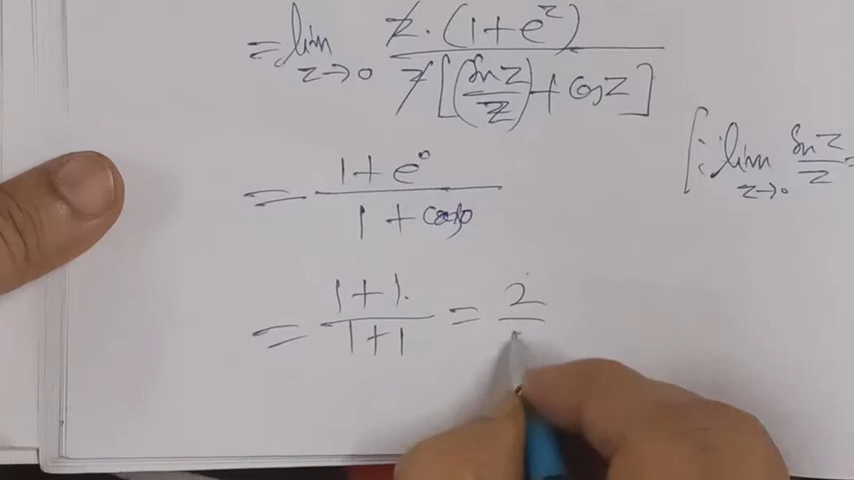 = lim z→0 z·(1+e^z) / z[(sin z / z) + cos z]
[∵ lim z→0 sin z / z =
= 1+e^0 / 1+cos0
= 1+1. / 1+1 = 2 /